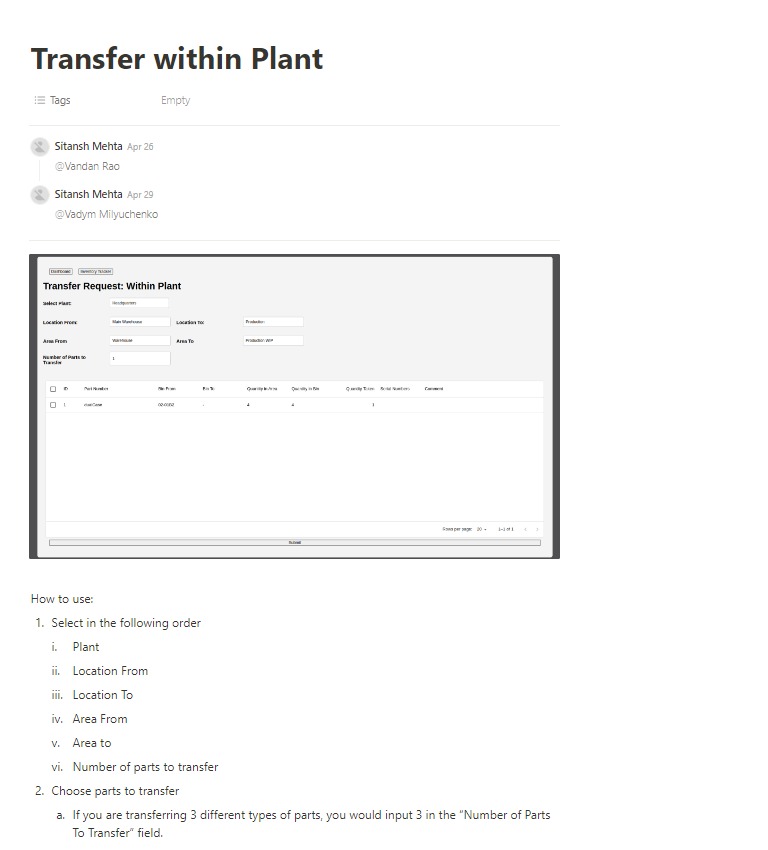 Transfer within Plant
Tags Empty
Sitansh Mehta Apr 26
@Vandan Rao
Sitansh Mehta Apr 29
@Vadym Milyuchenko
Dashboard Inventory Tracker
Transfer Request: Within Plant
Select Plant: Headquarters
Location From: Main Warehouse Location To: Production
Area From Warehouse Area To Production WIP
Number of Parts to
Transfer 1
ID Part Number Bin From Bin To Quantity in Area Quantity in Bin Quantity Taken Serial Numbers Comment
1 - 4 4 1
Rows per page: 20 1–1 of 1
Submit
How to use:
1. Select in the following order
i. Plant
ii. Location From
iii. Location To
iv. Area From
v. Area to
vi. Number of parts to transfer
2. Choose parts to transfer
a. If you are transferring 3 different types of parts, you would input 3 in the "Number of Parts
To Transfer" field.